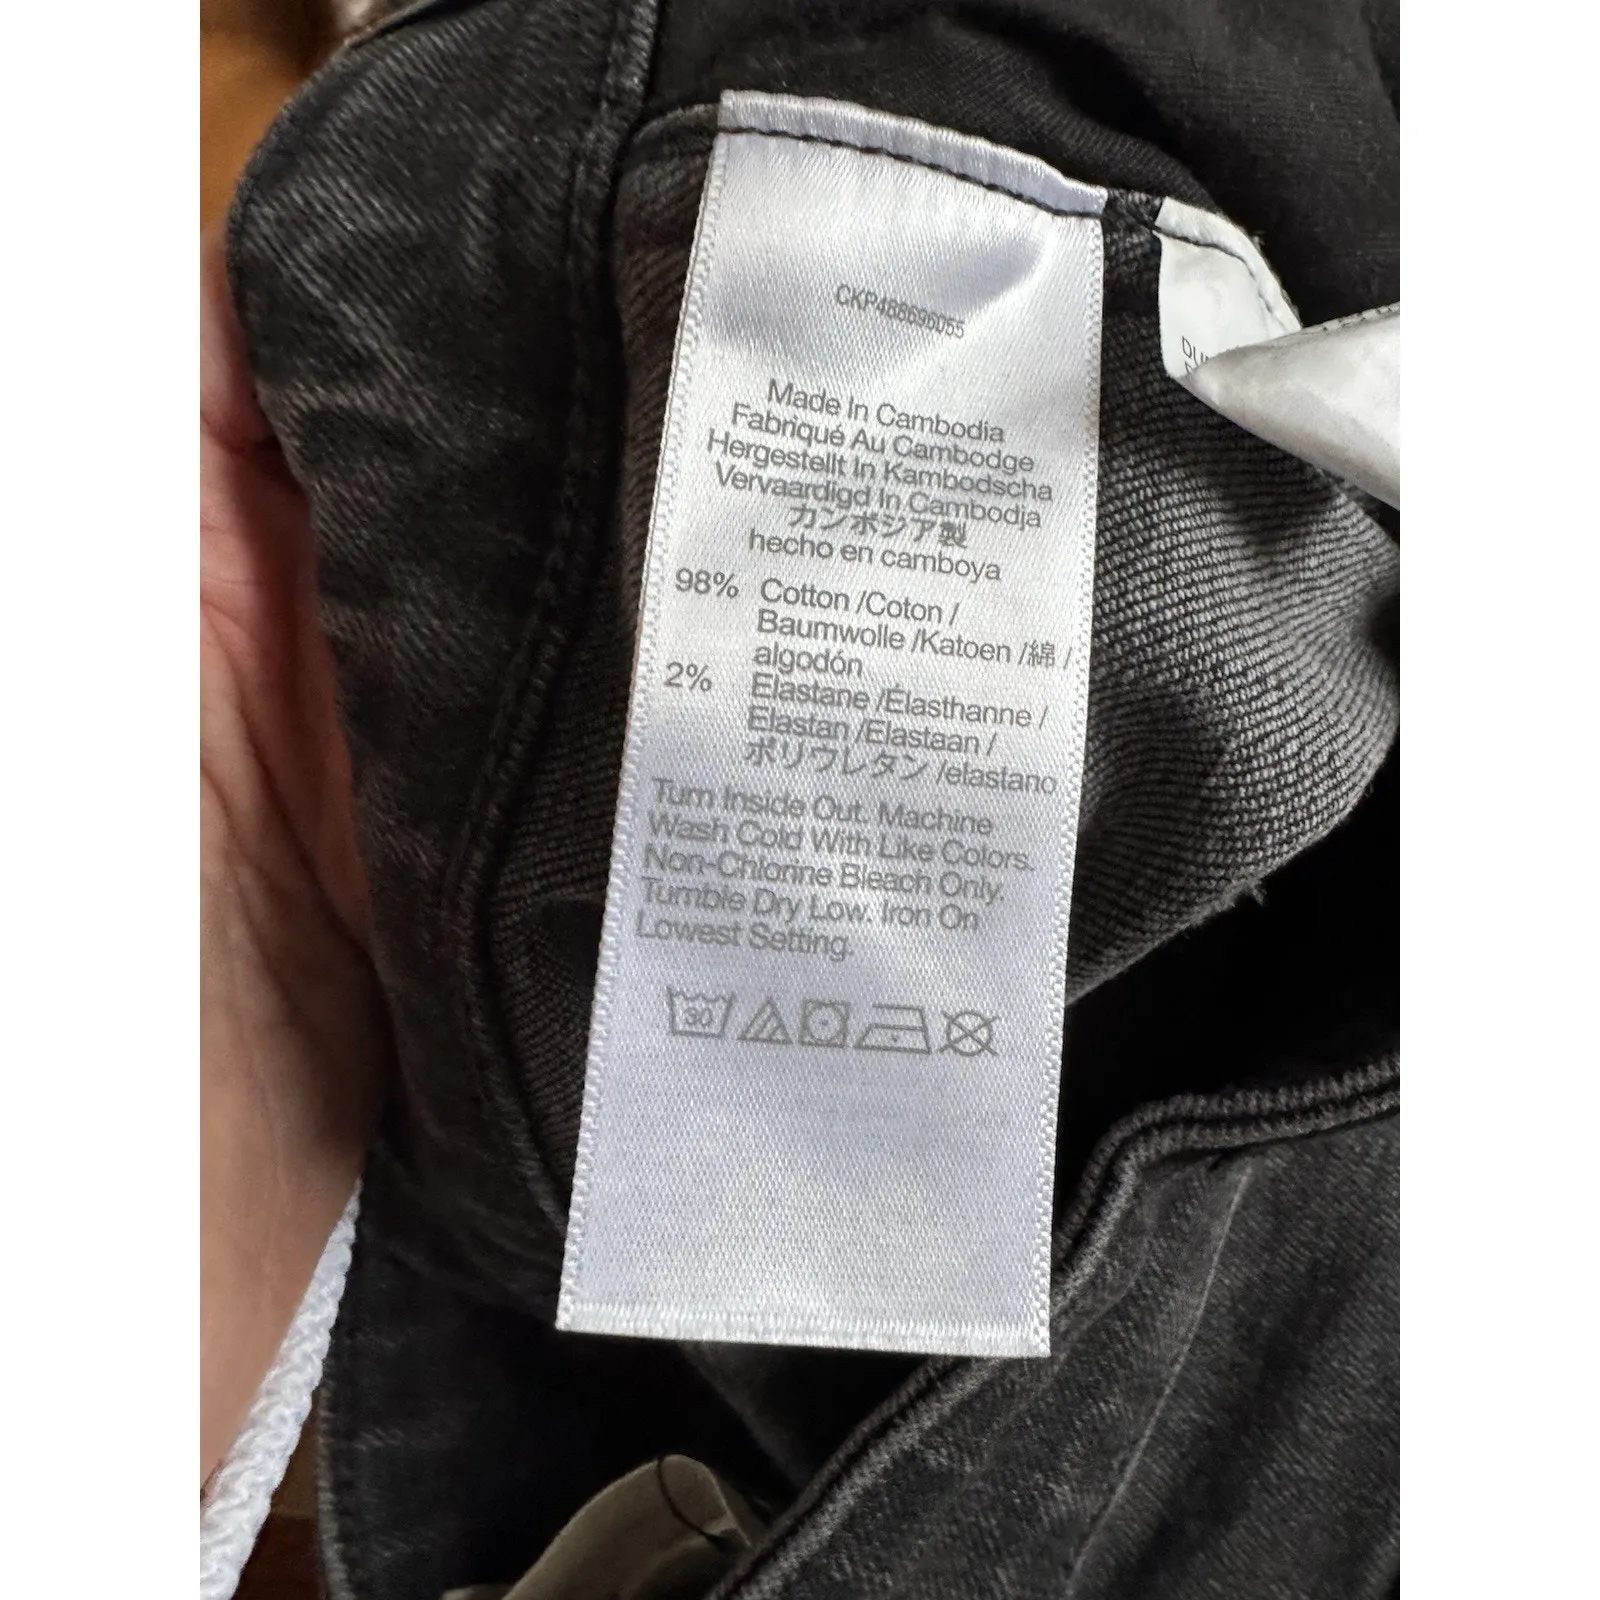 CKP488696055
Made In Cambodia
Fabriqué Au Cambodge
Hergestellt In Kambodscha
Vervaardigd In Cambodja
カンボジア製
hecho en camboya
98% Cotton /Coton /
Baumwolle /Katoen /綿 /
algodón
2% Elastane /Élasthanne /
Elastan /Elastaan /
ポリウレタン /elastano
Turn Inside Out. Machine
Wash Cold With Like Colors.
Non-Chlorine Bleach Only.
Tumble Dry Low. Iron On
Lowest Setting.
30